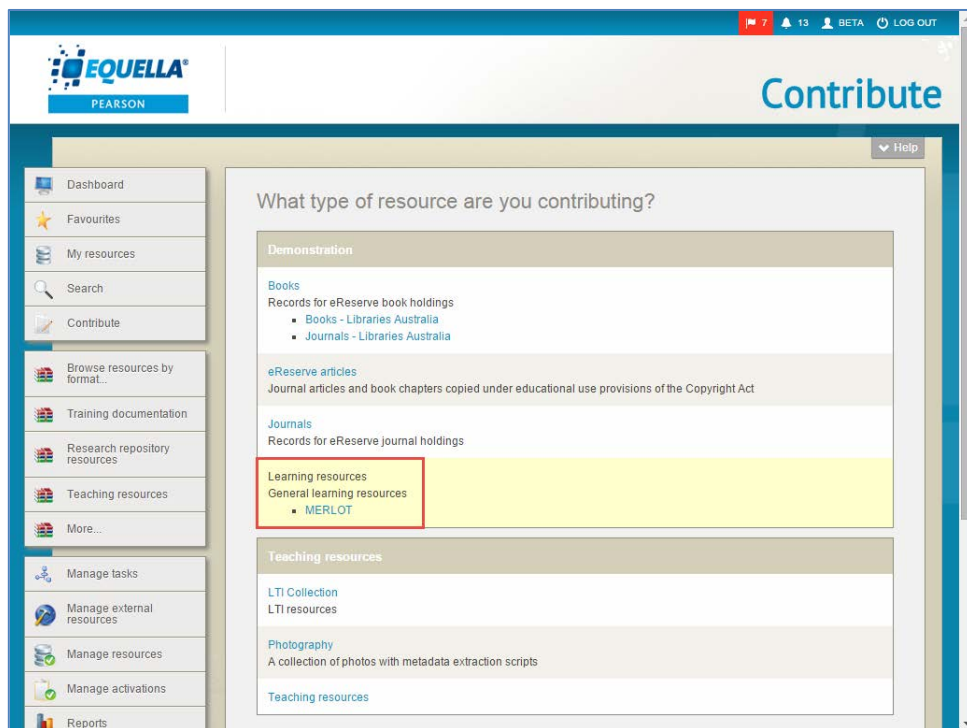 7 13 BETA LOG OUT
EQUELLA®
PEARSON
Contribute
Help
Dashboard
Favourites
My resources
Search
Contribute
Browse resources by
format...
Training documentation
Research repository
resources
Teaching resources
More...
Manage tasks
Manage external
resources
Manage resources
Manage activations
Reports
What type of resource are you contributing?
Demonstration
Books
Records for eReserve book holdings
Books - Libraries Australia
Journals - Libraries Australia
eReserve articles
Journal articles and book chapters copied under educational use provisions of the Copyright Act
Journals
Records for eReserve journal holdings
Learning resources
General learning resources
MERLOT
Teaching resources
LTI Collection
LTI resources
Photography
A collection of photos with metadata extraction scripts
Teaching resources